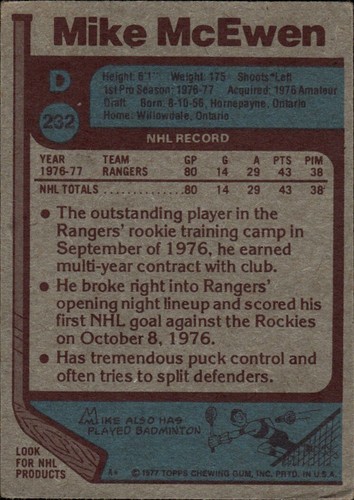 Mike McEwen
D
232
Height: 6'1" Weight: 175 Shoots: Left
1st Pro Season: 1976-77 Acquired: 1976 Amateur
Draft Born: 8-10-56, Hornepayne, Ontario
Home: Willowdale, Ontario
NHL RECORD
YEAR TEAM GP G A PTS PIM
1976-77 RANGERS 80 14 29 43 38
NHL TOTALS .............. 80 14 29 43 38
• The outstanding player in the
Rangers' rookie training camp in
September of 1976, he earned
multi-year contract with club.
• He broke right into Rangers'
opening night lineup and scored his
first NHL goal against the Rockies
on October 8, 1976.
• Has tremendous puck control and
often tries to split defenders.
MIKE ALSO HAS
PLAYED BADMINTON
LOOK
FOR NHL
PRODUCTS
4*
© 1977 TOPPS CHEWING GUM, INC. PRTD. IN U.S.A.